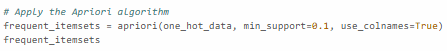 # Apply the Apriori algorithm
frequent_itemsets = apriori(one_hot_data, min_support=0.1, use_colnames=True)
frequent_itemsets